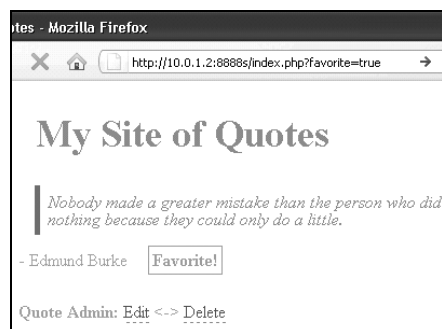 otes - Mozilla Firefox
http://10.0.1.2:8888s/index.php?favorite=true
My Site of Quotes
Nobody made a greater mistake than the person who did
nothing because they could only do a little.
- Edmund Burke Favorite!
Quote Admin: Edit <-> Delete